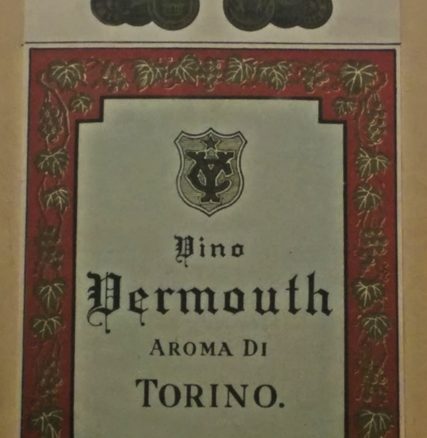 Vino
Vermouth
AROMA DI
TORINO.